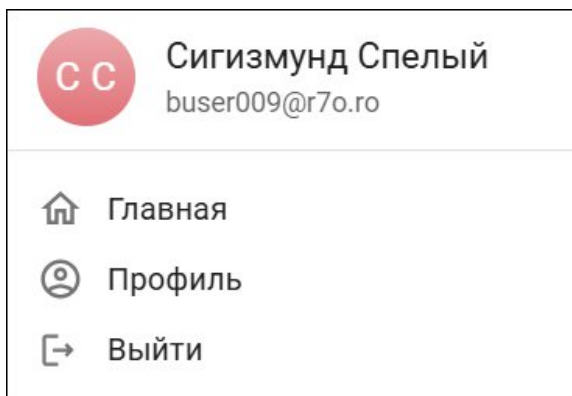 С С
Сигизмунд Спелый
buser009@r7o.ro
Главная
Профиль
Выйти